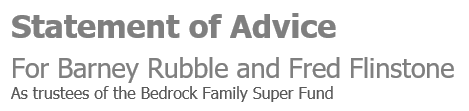 Statement of Advice
For Barney Rubble and Fred Flinstone
As trustees of the Bedrock Family Super Fund